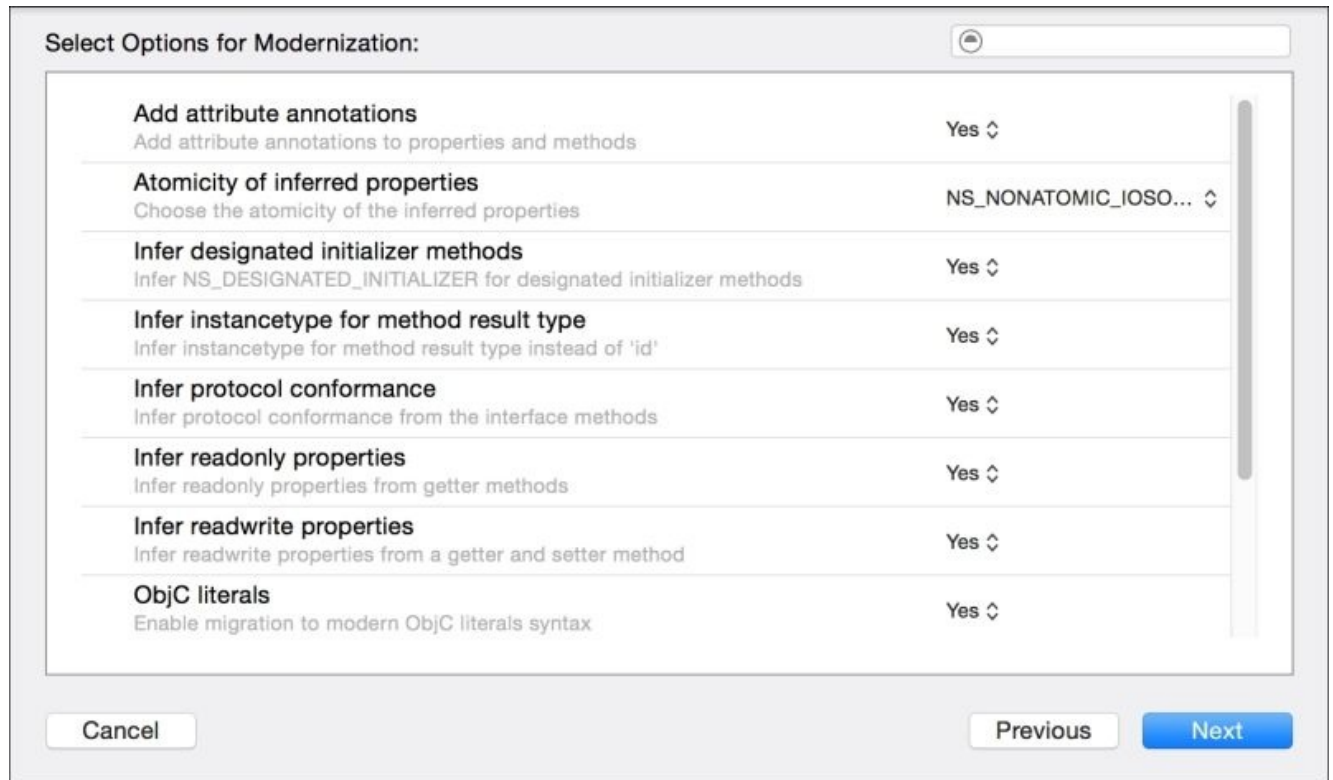 Select Options for Modernization:
Add attribute annotations
Add attribute annotations to properties and methods
Yes
Atomicity of inferred properties
Choose the atomicity of the inferred properties
NS_NONATOMIC_IOSO...
Infer designated initializer methods
Infer NS_DESIGNATED_INITIALIZER for designated initializer methods
Yes
Infer instancetype for method result type
Infer instancetype for method result type instead of 'id'
Yes
Infer protocol conformance
Infer protocol conformance from the interface methods
Yes
Infer readonly properties
Infer readonly properties from getter methods
Yes
Infer readwrite properties
Infer readwrite properties from a getter and setter method
Yes
ObjC literals
Enable migration to modern ObjC literals syntax
Yes
Cancel
Previous
Next